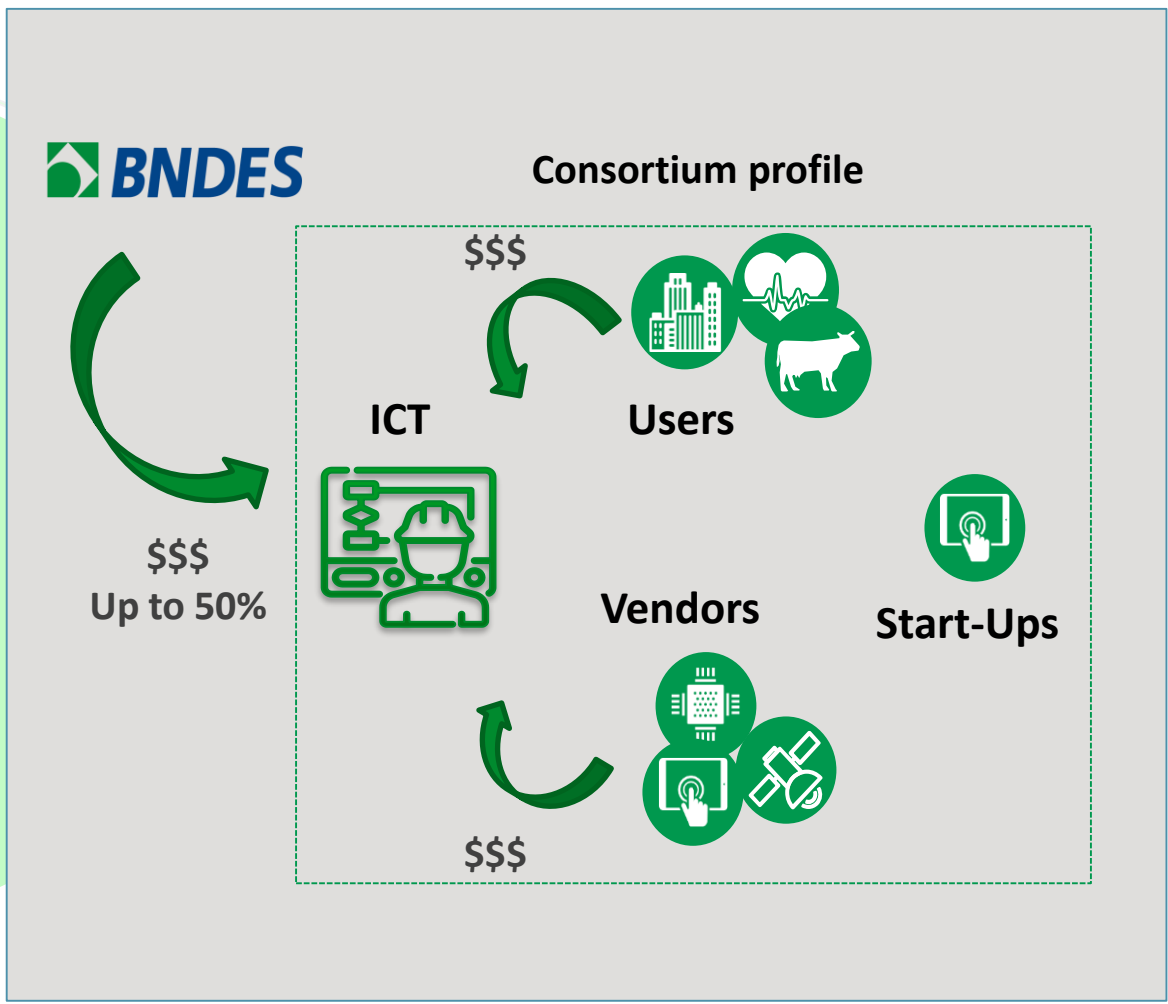 BNDES
Consortium profile
$$$
ICT
Users
$$$
Up to 50%
Vendors
Start-Ups
$$$